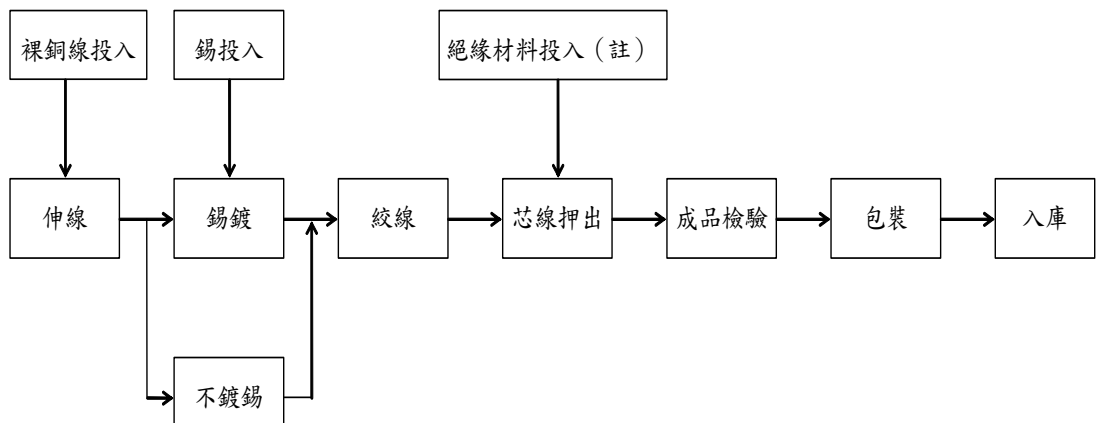 裸銅線投入
錫投入
絕緣材料投入（註）
伸線
錫鍍
絞線
芯線押出
成品檢驗
包裝
入庫
不鍍錫